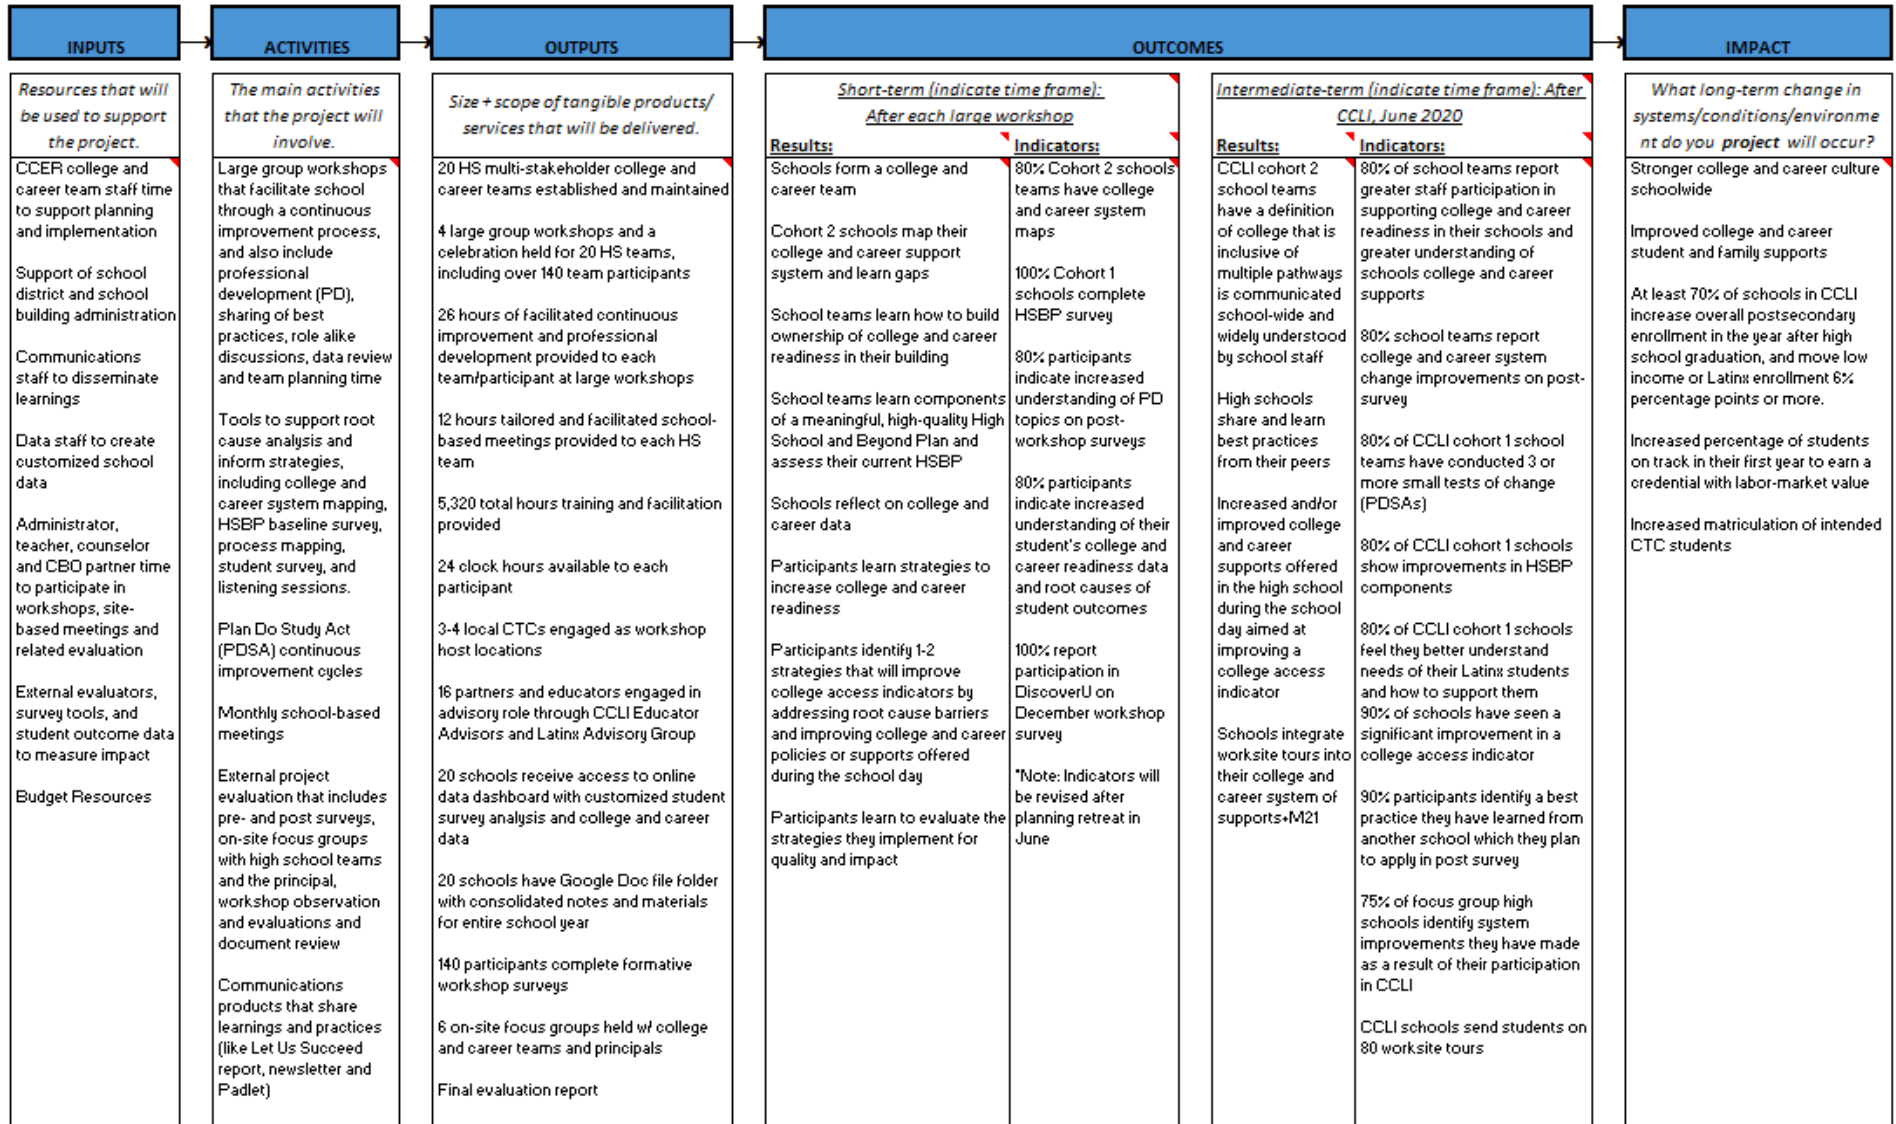 INPUTS
ACTIVITIES
OUTPUTS
OUTCOMES
IMPACT
Resources that will
be used to support
the project.
CCER college and
career team staff time
to support planning
and implementation
Support of school
district and school
building administration
Communications
staff to disseminate
learnings
Data staff to create
customized school
data
Administrator,
teacher, counselor
and CBO partner time
to participate in
workshops, site-
based meetings and
related evaluation
External evaluators,
survey tools, and
student outcome data
to measure impact
Budget Resources
The main activities
that the project will
involve.
Large group workshops
that facilitate school
through a continuous
improvement process,
and also include
professional
development (PD),
sharing of best
practices, role alike
discussions, data review
and team planning time
Tools to support root
cause analysis and
inform strategies,
including college and
career system mapping,
HSBP baseline survey,
process mapping,
student survey, and
listening sessions.
Plan Do Study Act
(PDSA) continuous
improvement cycles
Monthly school-based
meetings
External project
evaluation that includes
pre- and post surveys,
on-site focus groups
with high school teams
and the principal,
workshop observation
and evaluations and
document review
Communications
products that share
learnings and practices
(like Let Us Succeed
report, newsletter and
Padlet)
Size + scope of tangible products/
services that will be delivered.
20 HS multi-stakeholder college and
career teams established and maintained
4 large group workshops and a
celebration held for 20 HS teams,
including over 140 team participants
26 hours of facilitated continuous
improvement and professional
development provided to each
team/participant at large workshops
12 hours tailored and facilitated school-
based meetings provided to each HS
team
5,320 total hours training and facilitation
provided
24 clock hours available to each
participant
3-4 local CTCs engaged as workshop
host locations
16 partners and educators engaged in
advisory role through CCLI Educator
Advisors and Latinx Advisory Group
20 schools receive access to online
data dashboard with customized student
survey analysis and college and career
data
20 schools have Google Doc file folder
with consolidated notes and materials
for entire school year
140 participants complete formative
workshop surveys
6 on-site focus groups held w/ college
and career teams and principals
Final evaluation report
Short-term (indicate time frame):
After each large workshop
Results:
Schools form a college and
career team
Cohort 2 schools map their
college and career support
system and learn gaps
School teams learn how to build
ownership of college and career
readiness in their building
School teams learn components
of a meaningful, high-quality High
School and Beyond Plan and
assess their current HSBP
Schools reflect on college and
career data
Participants learn strategies to
increase college and career
readiness
Participants identify 1-2
strategies that will improve
college access indicators by
addressing root cause barriers
and improving college and career
policies or supports offered
during the school day
Participants learn to evaluate the
strategies they implement for
quality and impact
Indicators:
80% Cohort 2 schools
teams have college
and career system
maps
100% Cohort 1
schools complete
HSBP survey
80% participants
indicate increased
understanding of PD
topics on post-
workshop surveys
80% participants
indicate increased
understanding of their
student's college and
career readiness data
and root causes of
student outcomes
100% report
participation in
DiscoverU on
December workshop
survey
*Note: Indicators will
be revised after
planning retreat in
June
Intermediate-term (indicate time frame): After
CCLI, June 2020
Results:
CCLI cohort 2
school teams
have a definition
of college that is
inclusive of
multiple pathways
is communicated
school-wide and
widely understood
by school staff
High schools
share and learn
best practices
from their peers
Increased and/or
improved college
and career
supports offered
in the high school
during the school
day aimed at
improving a
college access
indicator
Schools integrate
worksite tours into
their college and
career system of
supports+M21
Indicators:
80% of school teams report
greater staff participation in
supporting college and career
readiness in their schools and
greater understanding of
schools college and career
supports
80% school teams report
college and career system
change improvements on post-
survey
80% of CCLI cohort 1 school
teams have conducted 3 or
more small tests of change
(PDSAs)
80% of CCLI cohort 1 schools
show improvements in HSBP
components
80% of CCLI cohort 1 schools
feel they better understand
needs of their Latinx students
and how to support them
90% of schools have seen a
significant improvement in a
college access indicator
90% participants identify a best
practice they have learned from
another school which they plan
to apply in post survey
75% of focus group high
schools identify system
improvements they have made
as a result of their participation
in CCLI
CCLI schools send students on
80 worksite tours
What long-term change in
systems/conditions/environme
nt do you project will occur?
Stronger college and career culture
schoolwide
Improved college and career
student and family supports
At least 70% of schools in CCLI
increase overall postsecondary
enrollment in the year after high
school graduation, and move low
income or Latinx enrollment 6%
percentage points or more.
Increased percentage of students
on track in their first year to earn a
credential with labor-market value
Increased matriculation of intended
CTC students